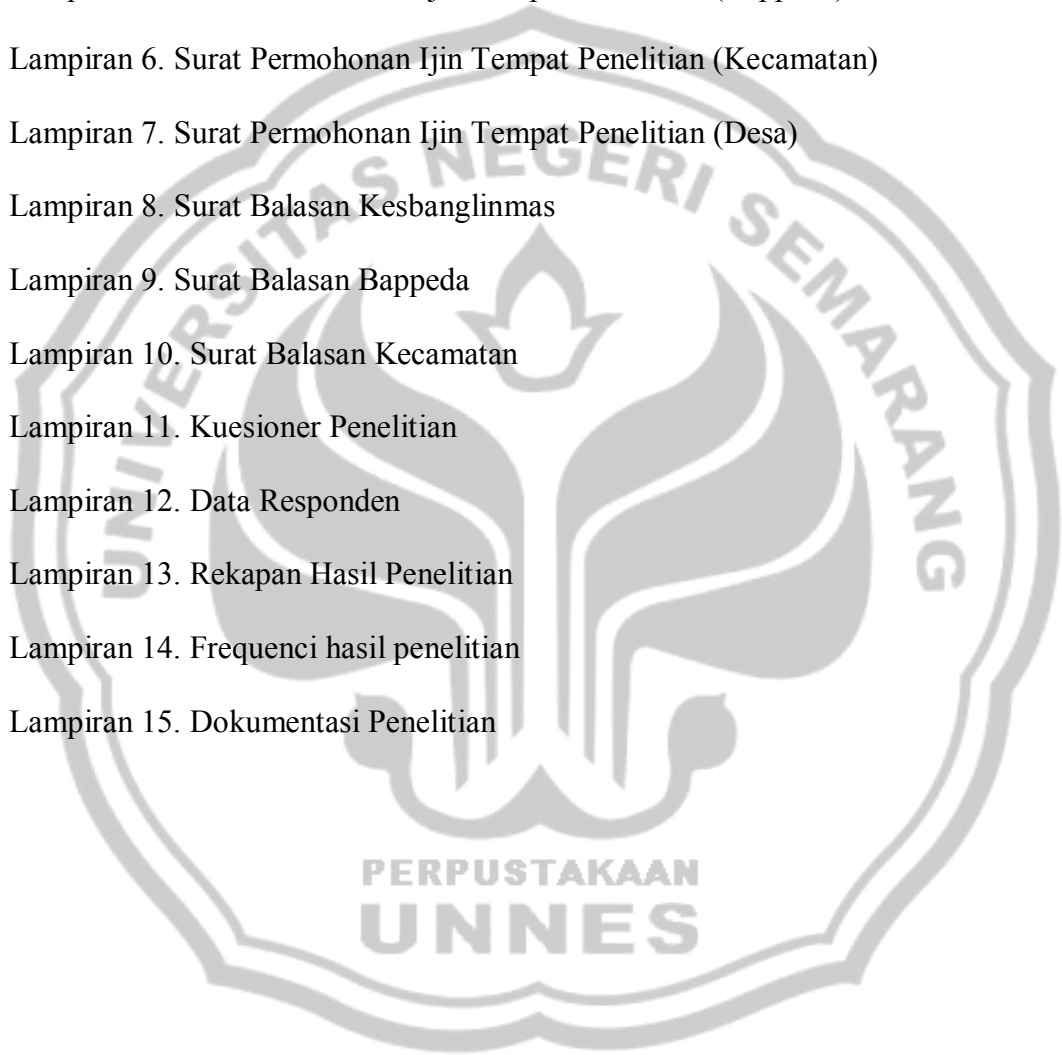 Lampiran 6. Surat Permohonan Ijin Tempat Penelitian (Kecamatan)
Lampiran 7. Surat Permohonan Ijin Tempat Penelitian (Desa)
Lampiran 8. Surat Balasan Kesbanglinmas
Lampiran 9. Surat Balasan Bappeda
Lampiran 10. Surat Balasan Kecamatan
Lampiran 11. Kuesioner Penelitian
Lampiran 12. Data Responden
Lampiran 13. Rekapan Hasil Penelitian
Lampiran 14. Frequenci hasil penelitian
Lampiran 15. Dokumentasi Penelitian
UNIVERSITAS NEGERI SEMARANG
PERPUSTAKAAN
UNNES